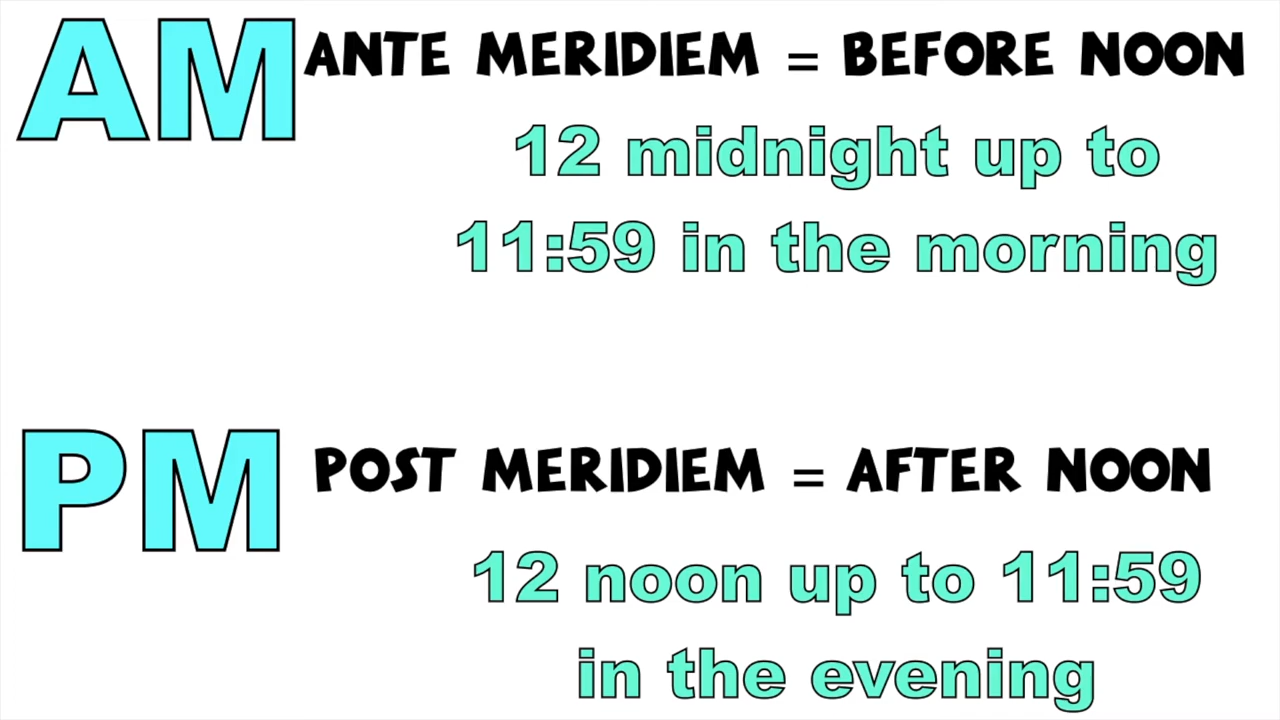 AM ANTE MERIDIEM = BEFORE NOON
12 midnight up to
11:59 in the morning
PM POST MERIDIEM = AFTER NOON
12 noon up to 11:59
in the evening